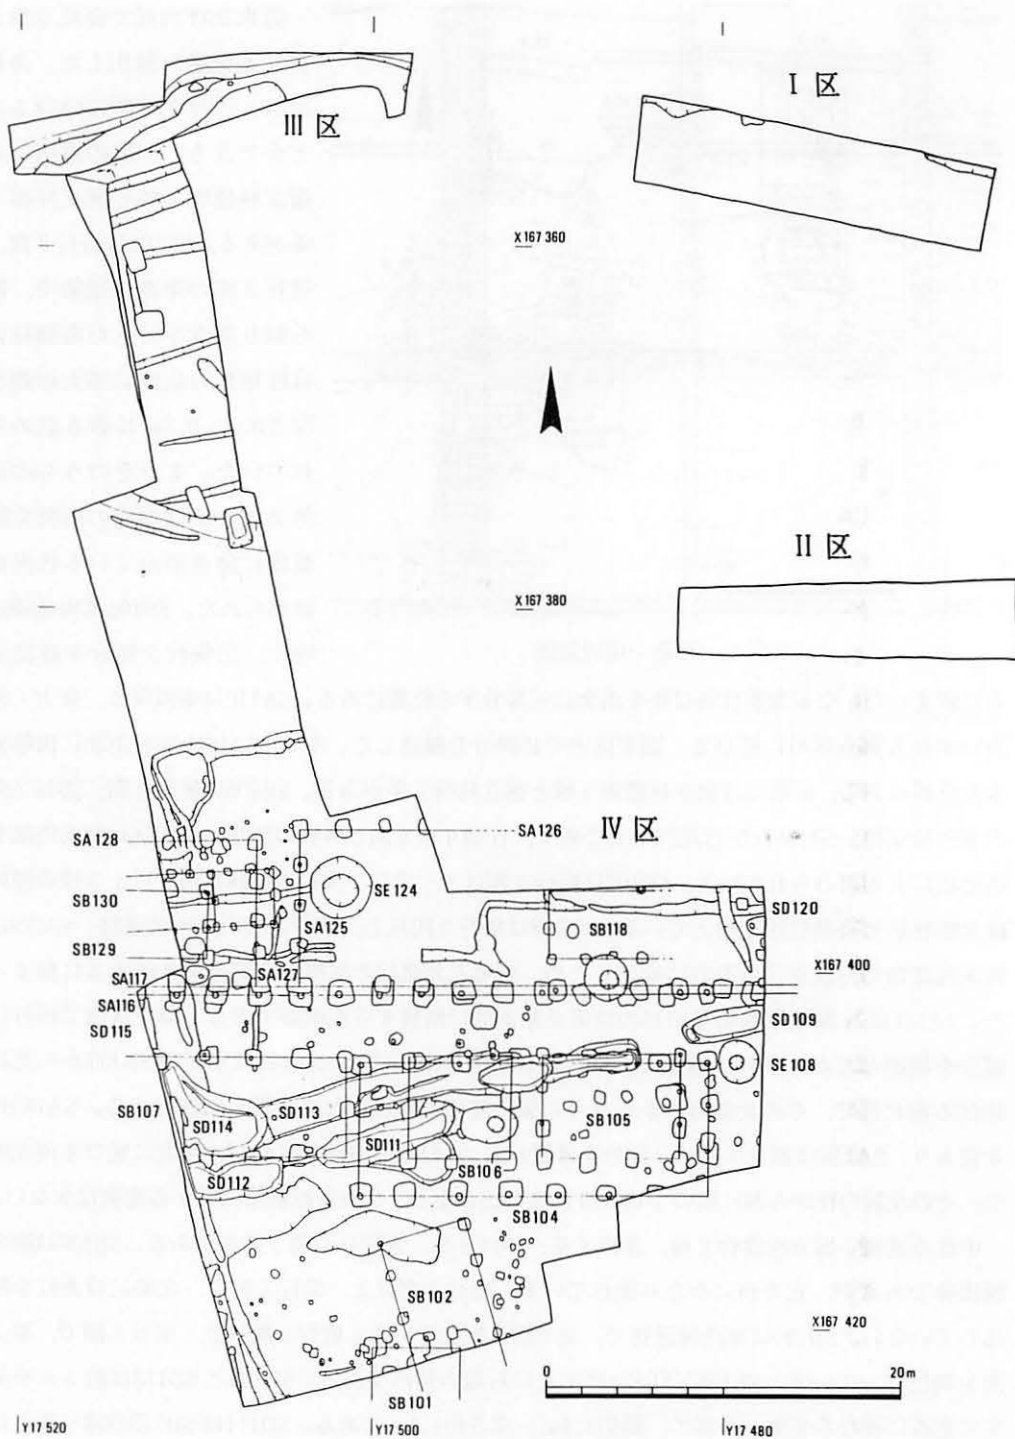 III 区
I 区
X167 360
II 区
X167 380
SA128
SA126
IV 区
SB130
SE124
SA125
SD120
SB129
SB118
SA117
SA127
X167 400
SA116
SD115
SD109
SE108
SB107
SD113
SD114
SD111
SB105
SD112
SB106
SB104
SB102
X167 420
0
20m
SB101
Y17 520
Y17 500
Y17 480